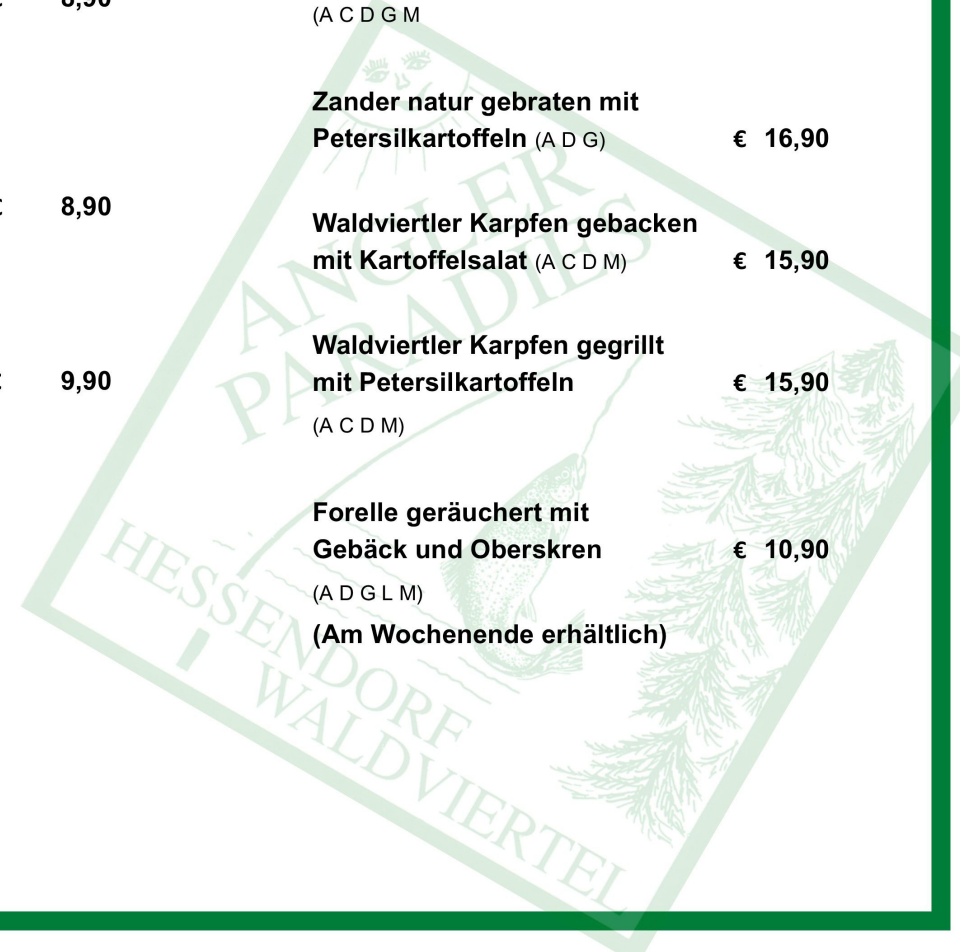 (A C D G M
Zander natur gebraten mit
Petersilkartoffeln (A D G) € 16,90
8,90
Waldviertler Karpfen gebacken
mit Kartoffelsalat (A C D M) € 15,90
Waldviertler Karpfen gegrillt
9,90 mit Petersilkartoffeln € 15,90
(A C D M)
Forelle geräuchert mit
Gebäck und Oberskren € 10,90
(A D G L M)
(Am Wochenende erhältlich)
ANGLER
PARADIES
HESSENDORF
WALDVIERTEL